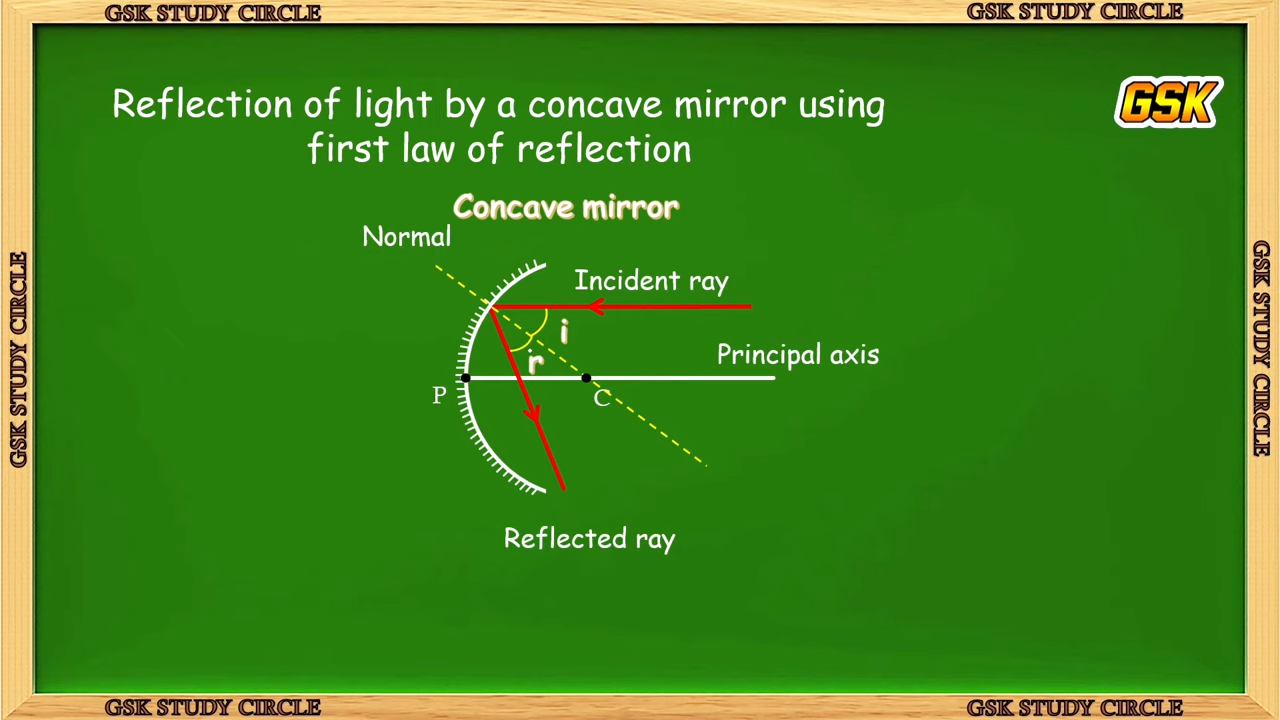 GSK STUDY CIRCLE
GSK STUDY CIRCLE
GSK
Reflection of light by a concave mirror using
first law of reflection
Concave mirror
Normal
Incident ray
i
r
Principal axis
P
C
Reflected ray
GSK STUDY CIRCLE
GSK STUDY CIRCLE
GSK STUDY CIRCLE
GSK STUDY CIRCLE